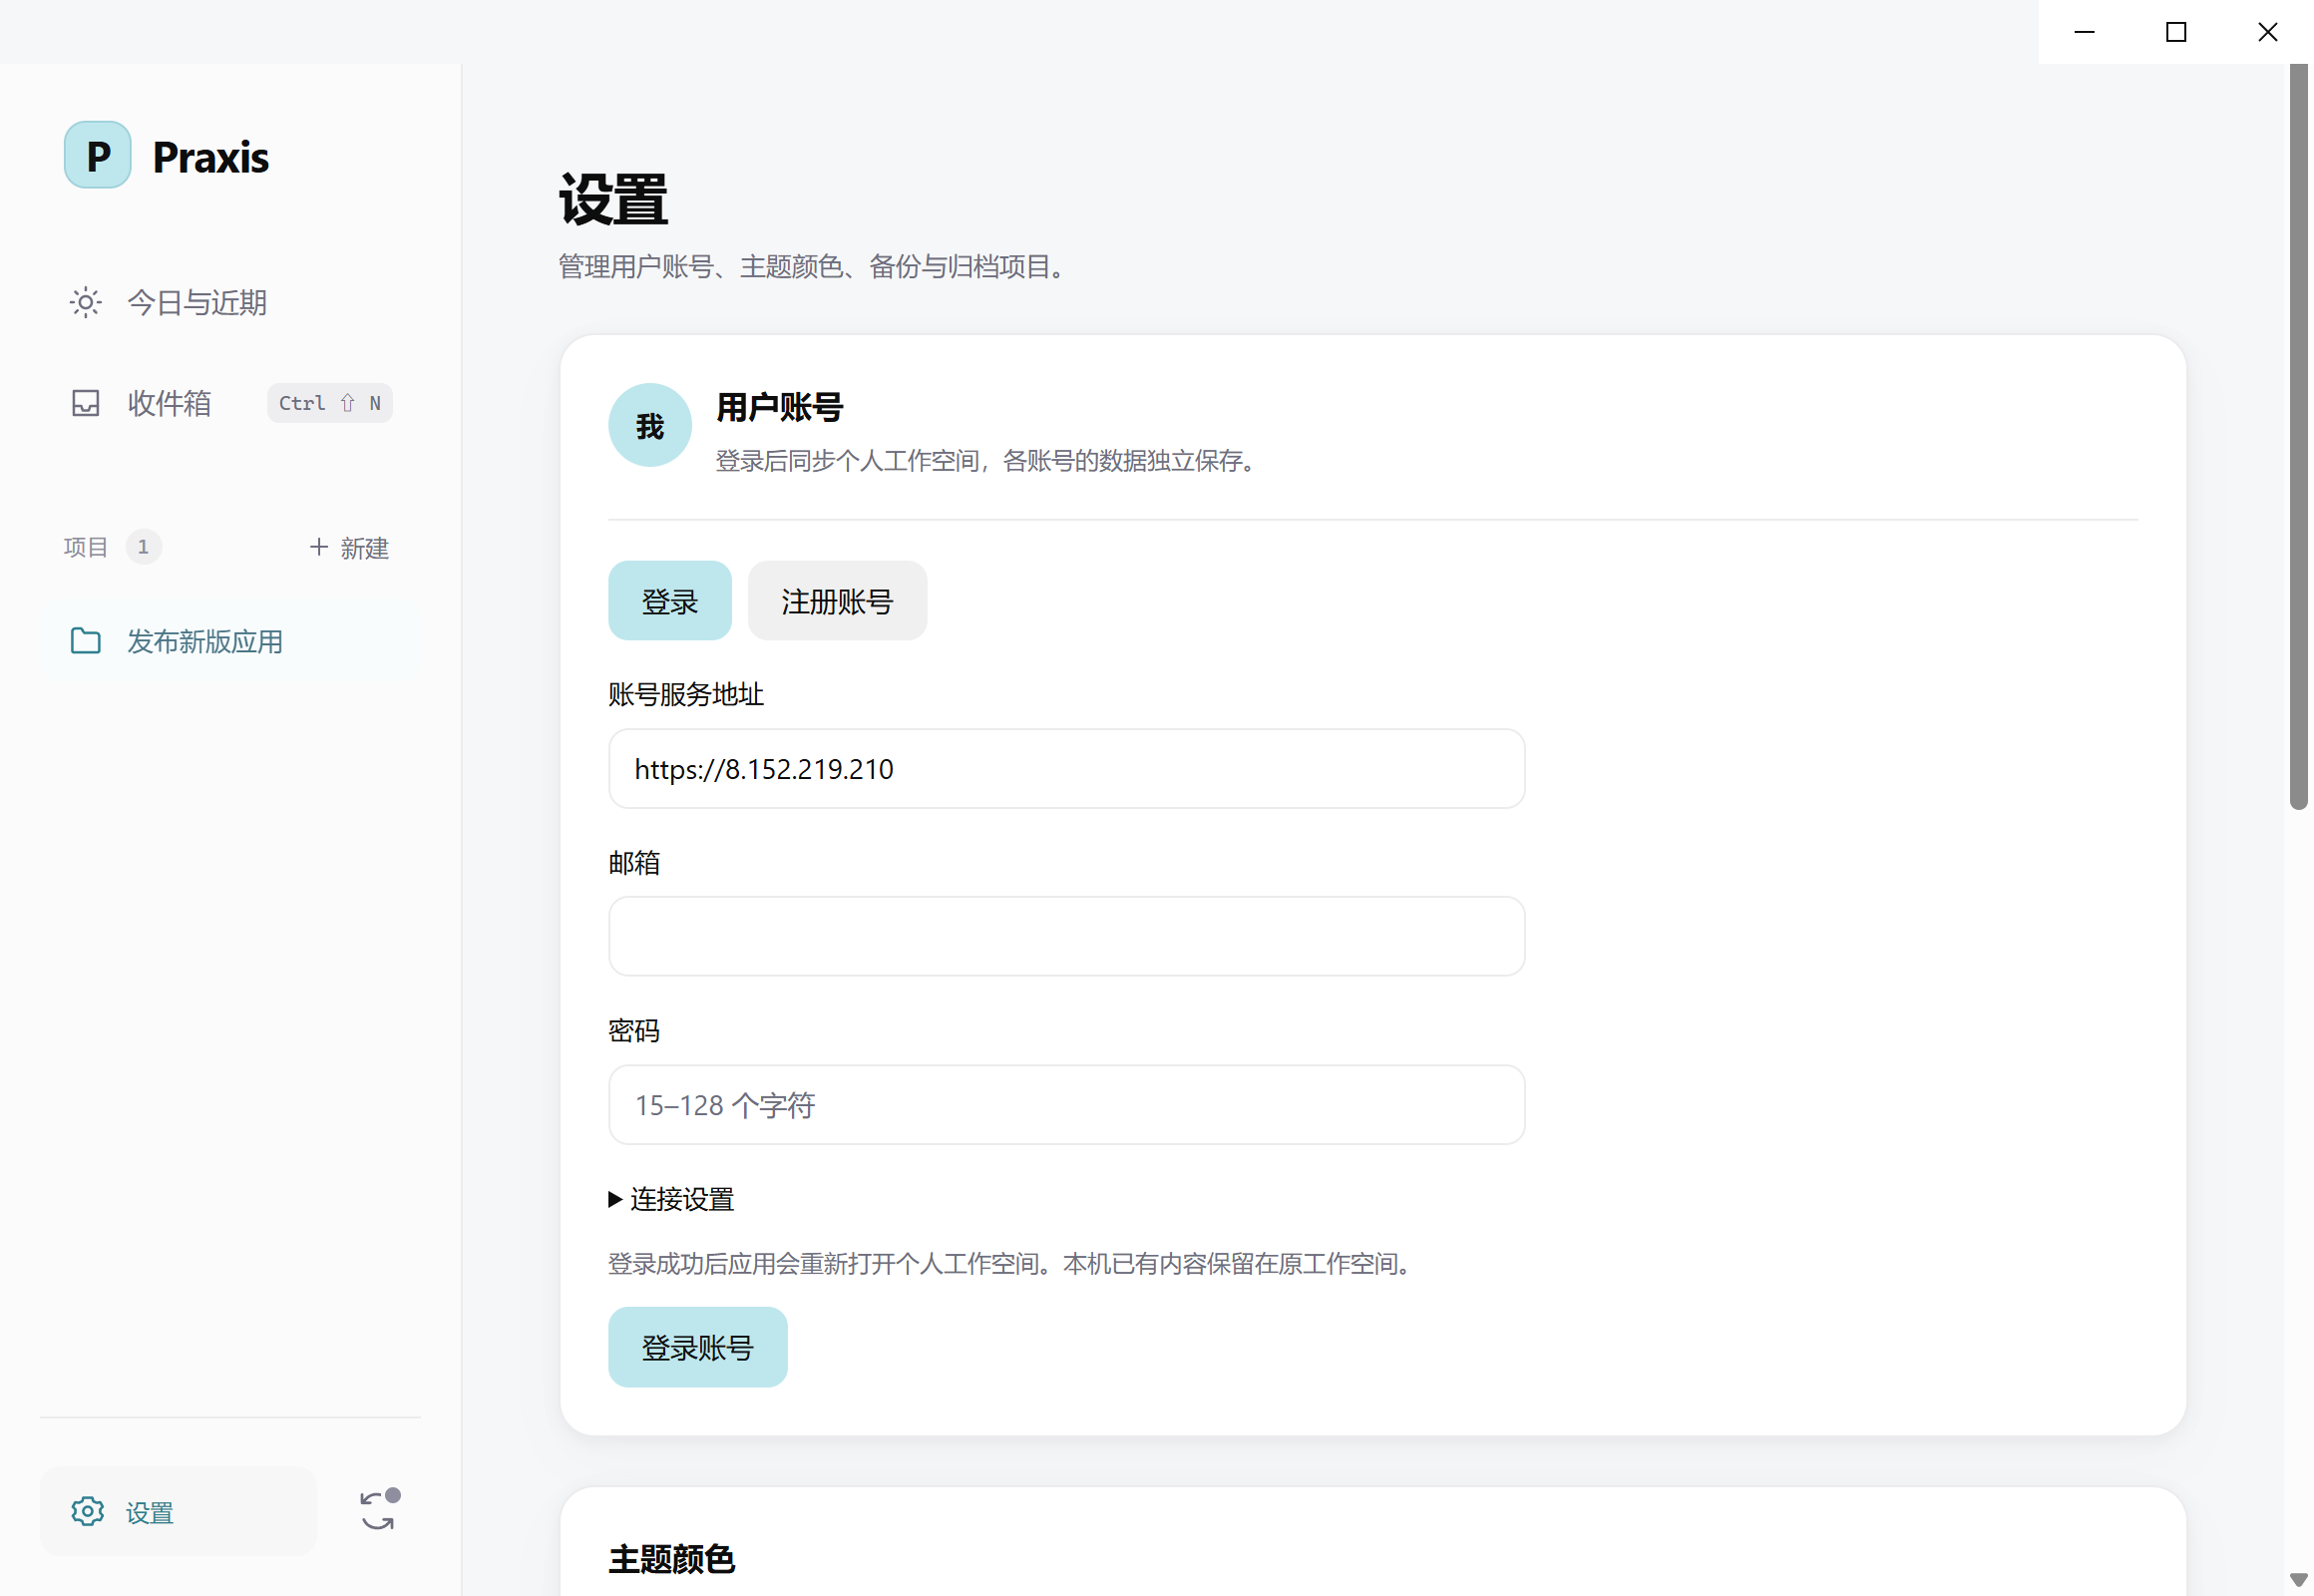 P Praxis
今日与近期
收件箱 Ctrl ⇧ N
项目 1 + 新建
发布新版应用
设置
设置
管理用户账号、主题颜色、备份与归档项目。
我
用户账号
登录后同步个人工作空间，各账号的数据独立保存。
登录 注册账号
账号服务地址
https://8.152.219.210
邮箱
密码
15–128 个字符
▶ 连接设置
登录成功后应用会重新打开个人工作空间。本机已有内容保留在原工作空间。
登录账号
主题颜色